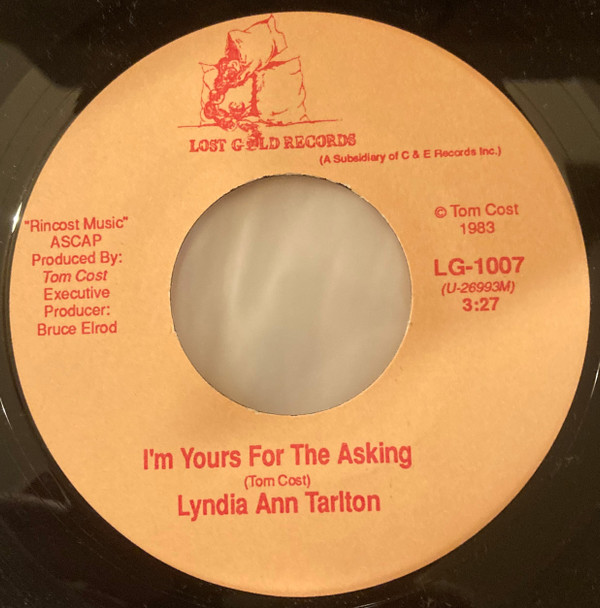 LOST GOLD RECORDS
(A Subsidiary of C & E Records Inc.)
"Rincost Music"
ASCAP
Produced By:
Tom Cost
Executive
Producer:
Bruce Elrod
© Tom Cost
1983
LG-1007
(U-26993M)
3:27
I'm Yours For The Asking
(Tom Cost)
Lyndia Ann Tarlton